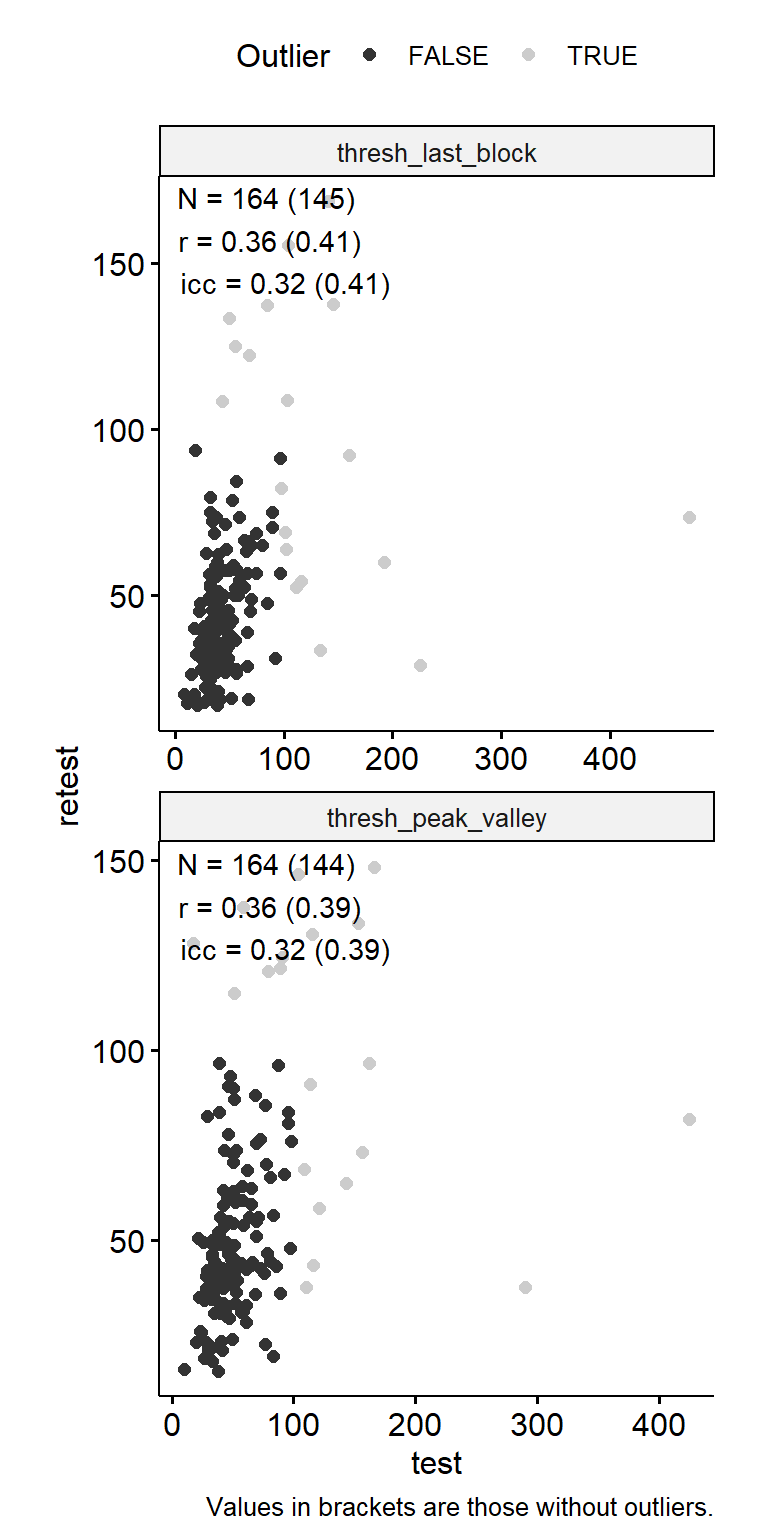 Outlier FALSE TRUE
thresh_last_block
N = 164 (145)
r = 0.36 (0.41)
icc = 0.32 (0.41)
150
100
50
0 100 200 300 400
retest
thresh_peak_valley
N = 164 (144)
r = 0.36 (0.39)
icc = 0.32 (0.39)
150
100
50
0 100 200 300 400
test
Values in brackets are those without outliers.